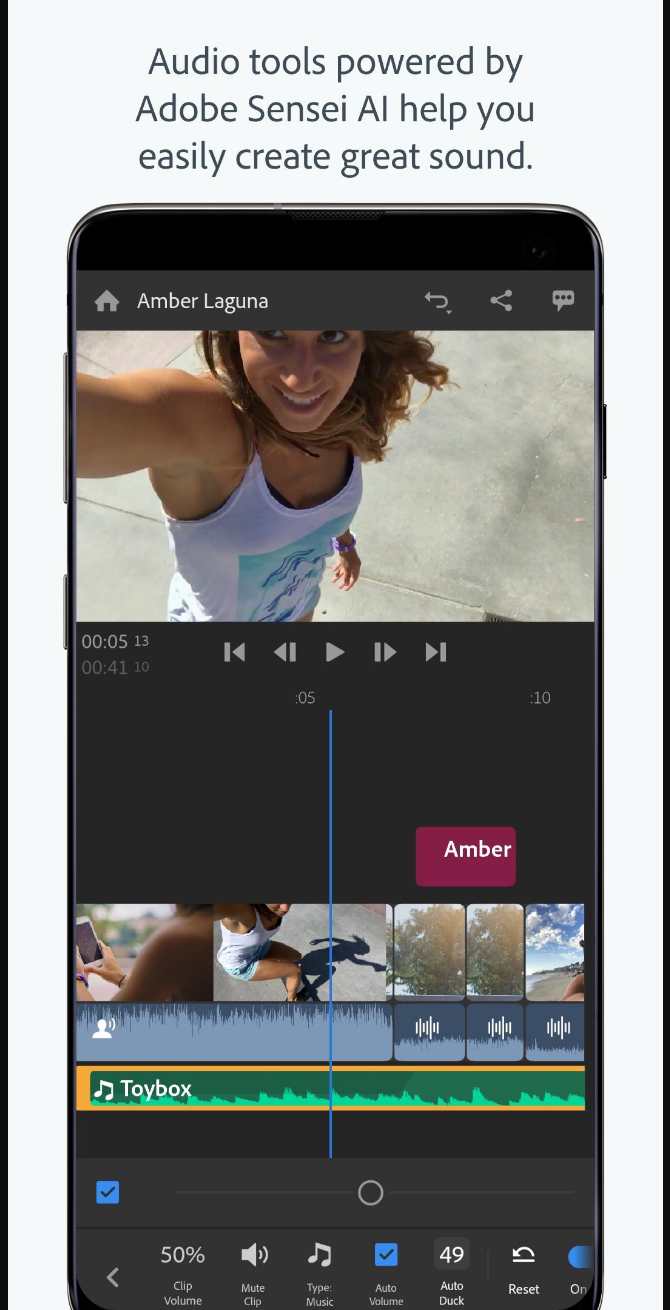 Audio tools powered by
Adobe Sensei AI help you
easily create great sound.
Amber Laguna
00:05 13
00:41 10
:05
:10
Amber
Toybox
50%
49
Clip
Volume
Mute
Clip
Type:
Music
Auto
Volume
Auto
Duck
Reset
On